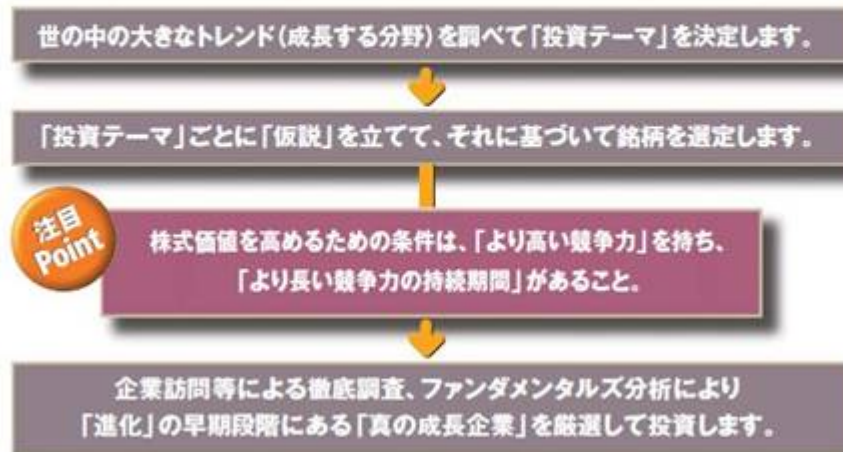 世の中の大きなトレンド(成長する分野)を調べて「投資テーマ」を決定します。
「投資テーマ」ごとに「仮説」を立てて、それに基づいて銘柄を選定します。
注目
Point
株式価値を高めるための条件は、「より高い競争力」を持ち、
「より長い競争力の持続期間」があること。
企業訪問等による徹底調査、ファンダメンタルズ分析により
「進化」の早期段階にある「真の成長企業」を厳選して投資します。